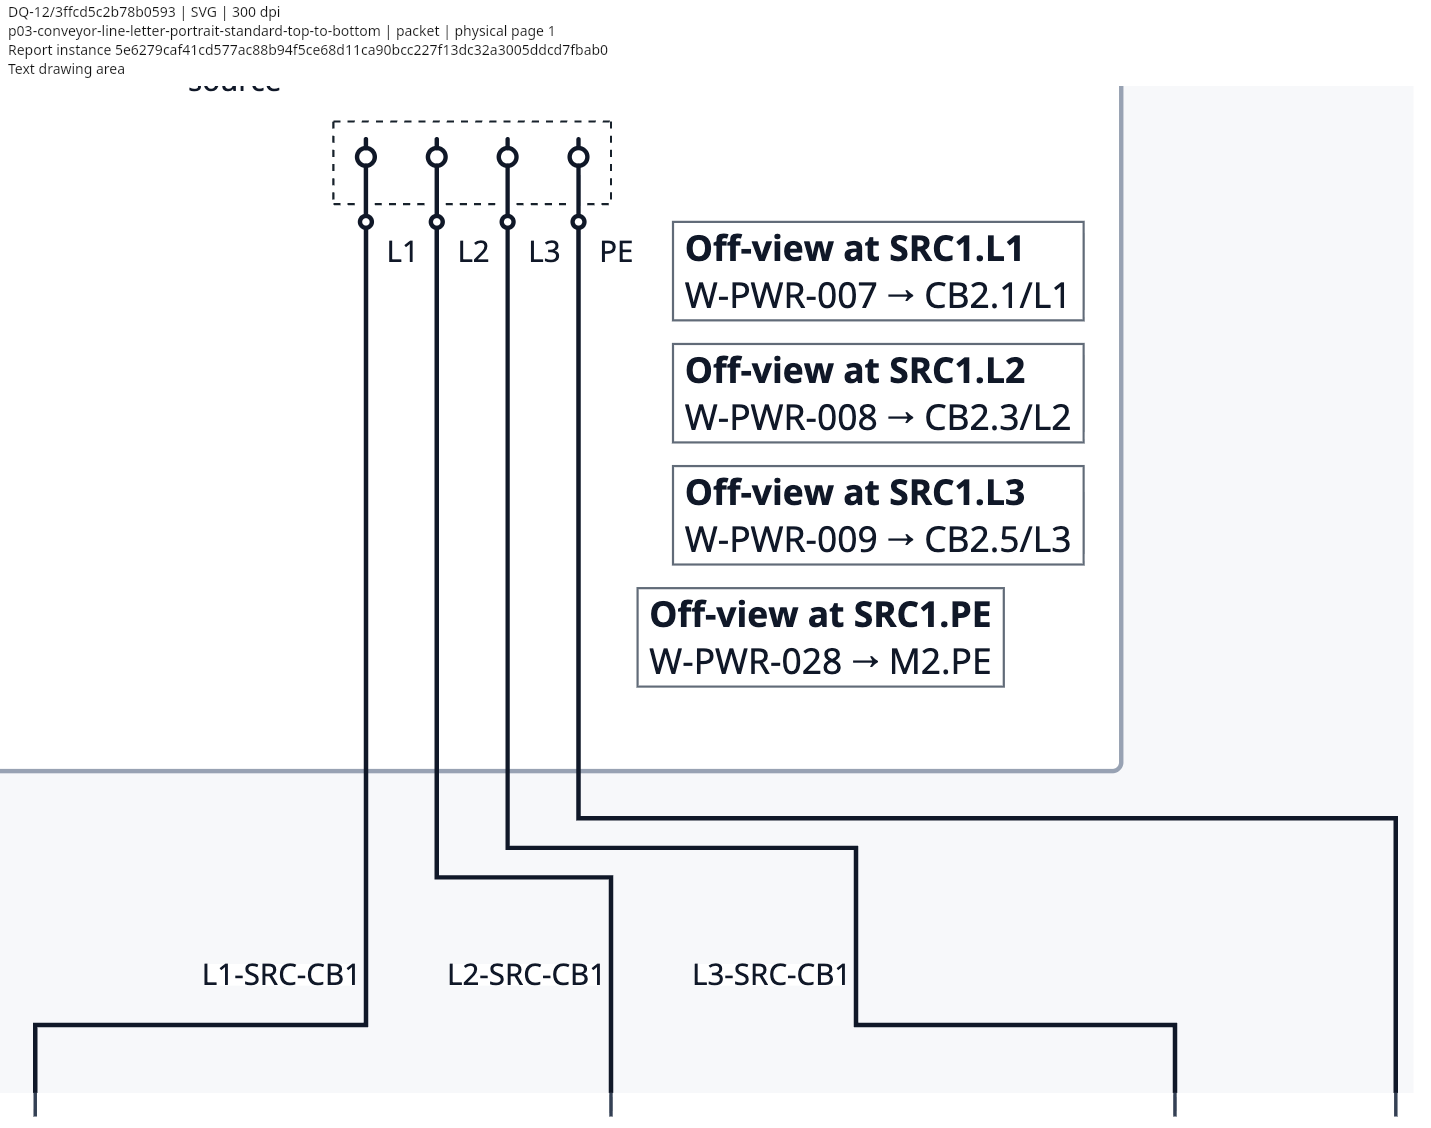 DQ-12/3ffcd5c2b78b0593 | SVG | 300 dpi
p03-conveyor-line-letter-portrait-standard-top-to-bottom | packet | physical page 1
Report instance 5e6279caf41cd577ac88b94f5ce68d11ca90bcc227f13dc32a3005ddcd7fbab0
Text drawing area
source
L1 L2 L3 PE
Off-view at SRC1.L1
W-PWR-007 → CB2.1/L1
Off-view at SRC1.L2
W-PWR-008 → CB2.3/L2
Off-view at SRC1.L3
W-PWR-009 → CB2.5/L3
Off-view at SRC1.PE
W-PWR-028 → M2.PE
L1-SRC-CB1 L2-SRC-CB1 L3-SRC-CB1